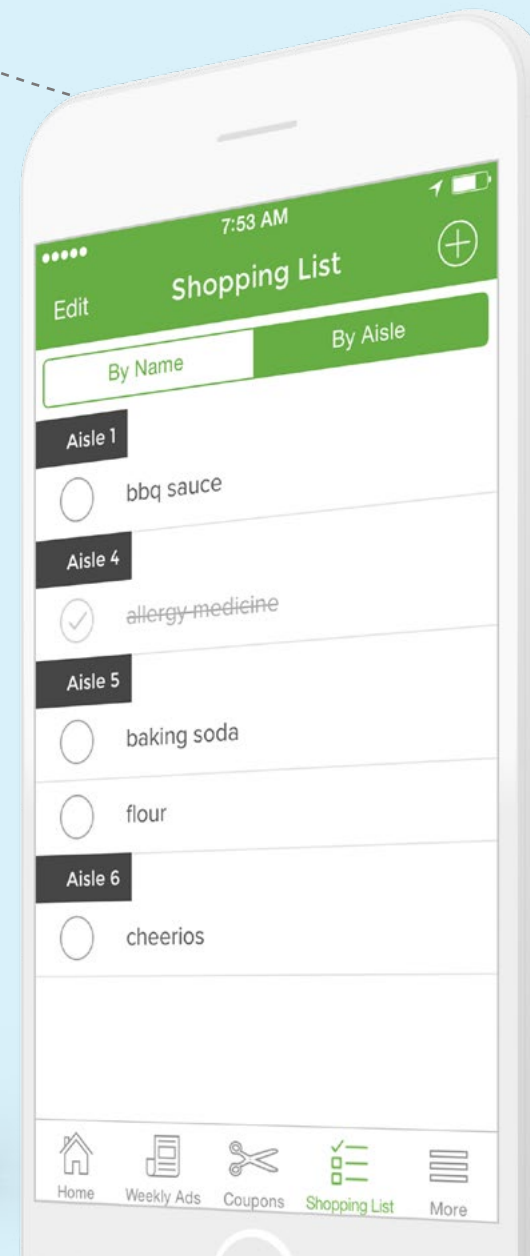 7:53 AM
Edit Shopping List
By Name By Aisle
Aisle 1
bbq sauce
Aisle 4
allergy medicine
Aisle 5
baking soda
flour
Aisle 6
cheerios
Home Weekly Ads Coupons Shopping List More